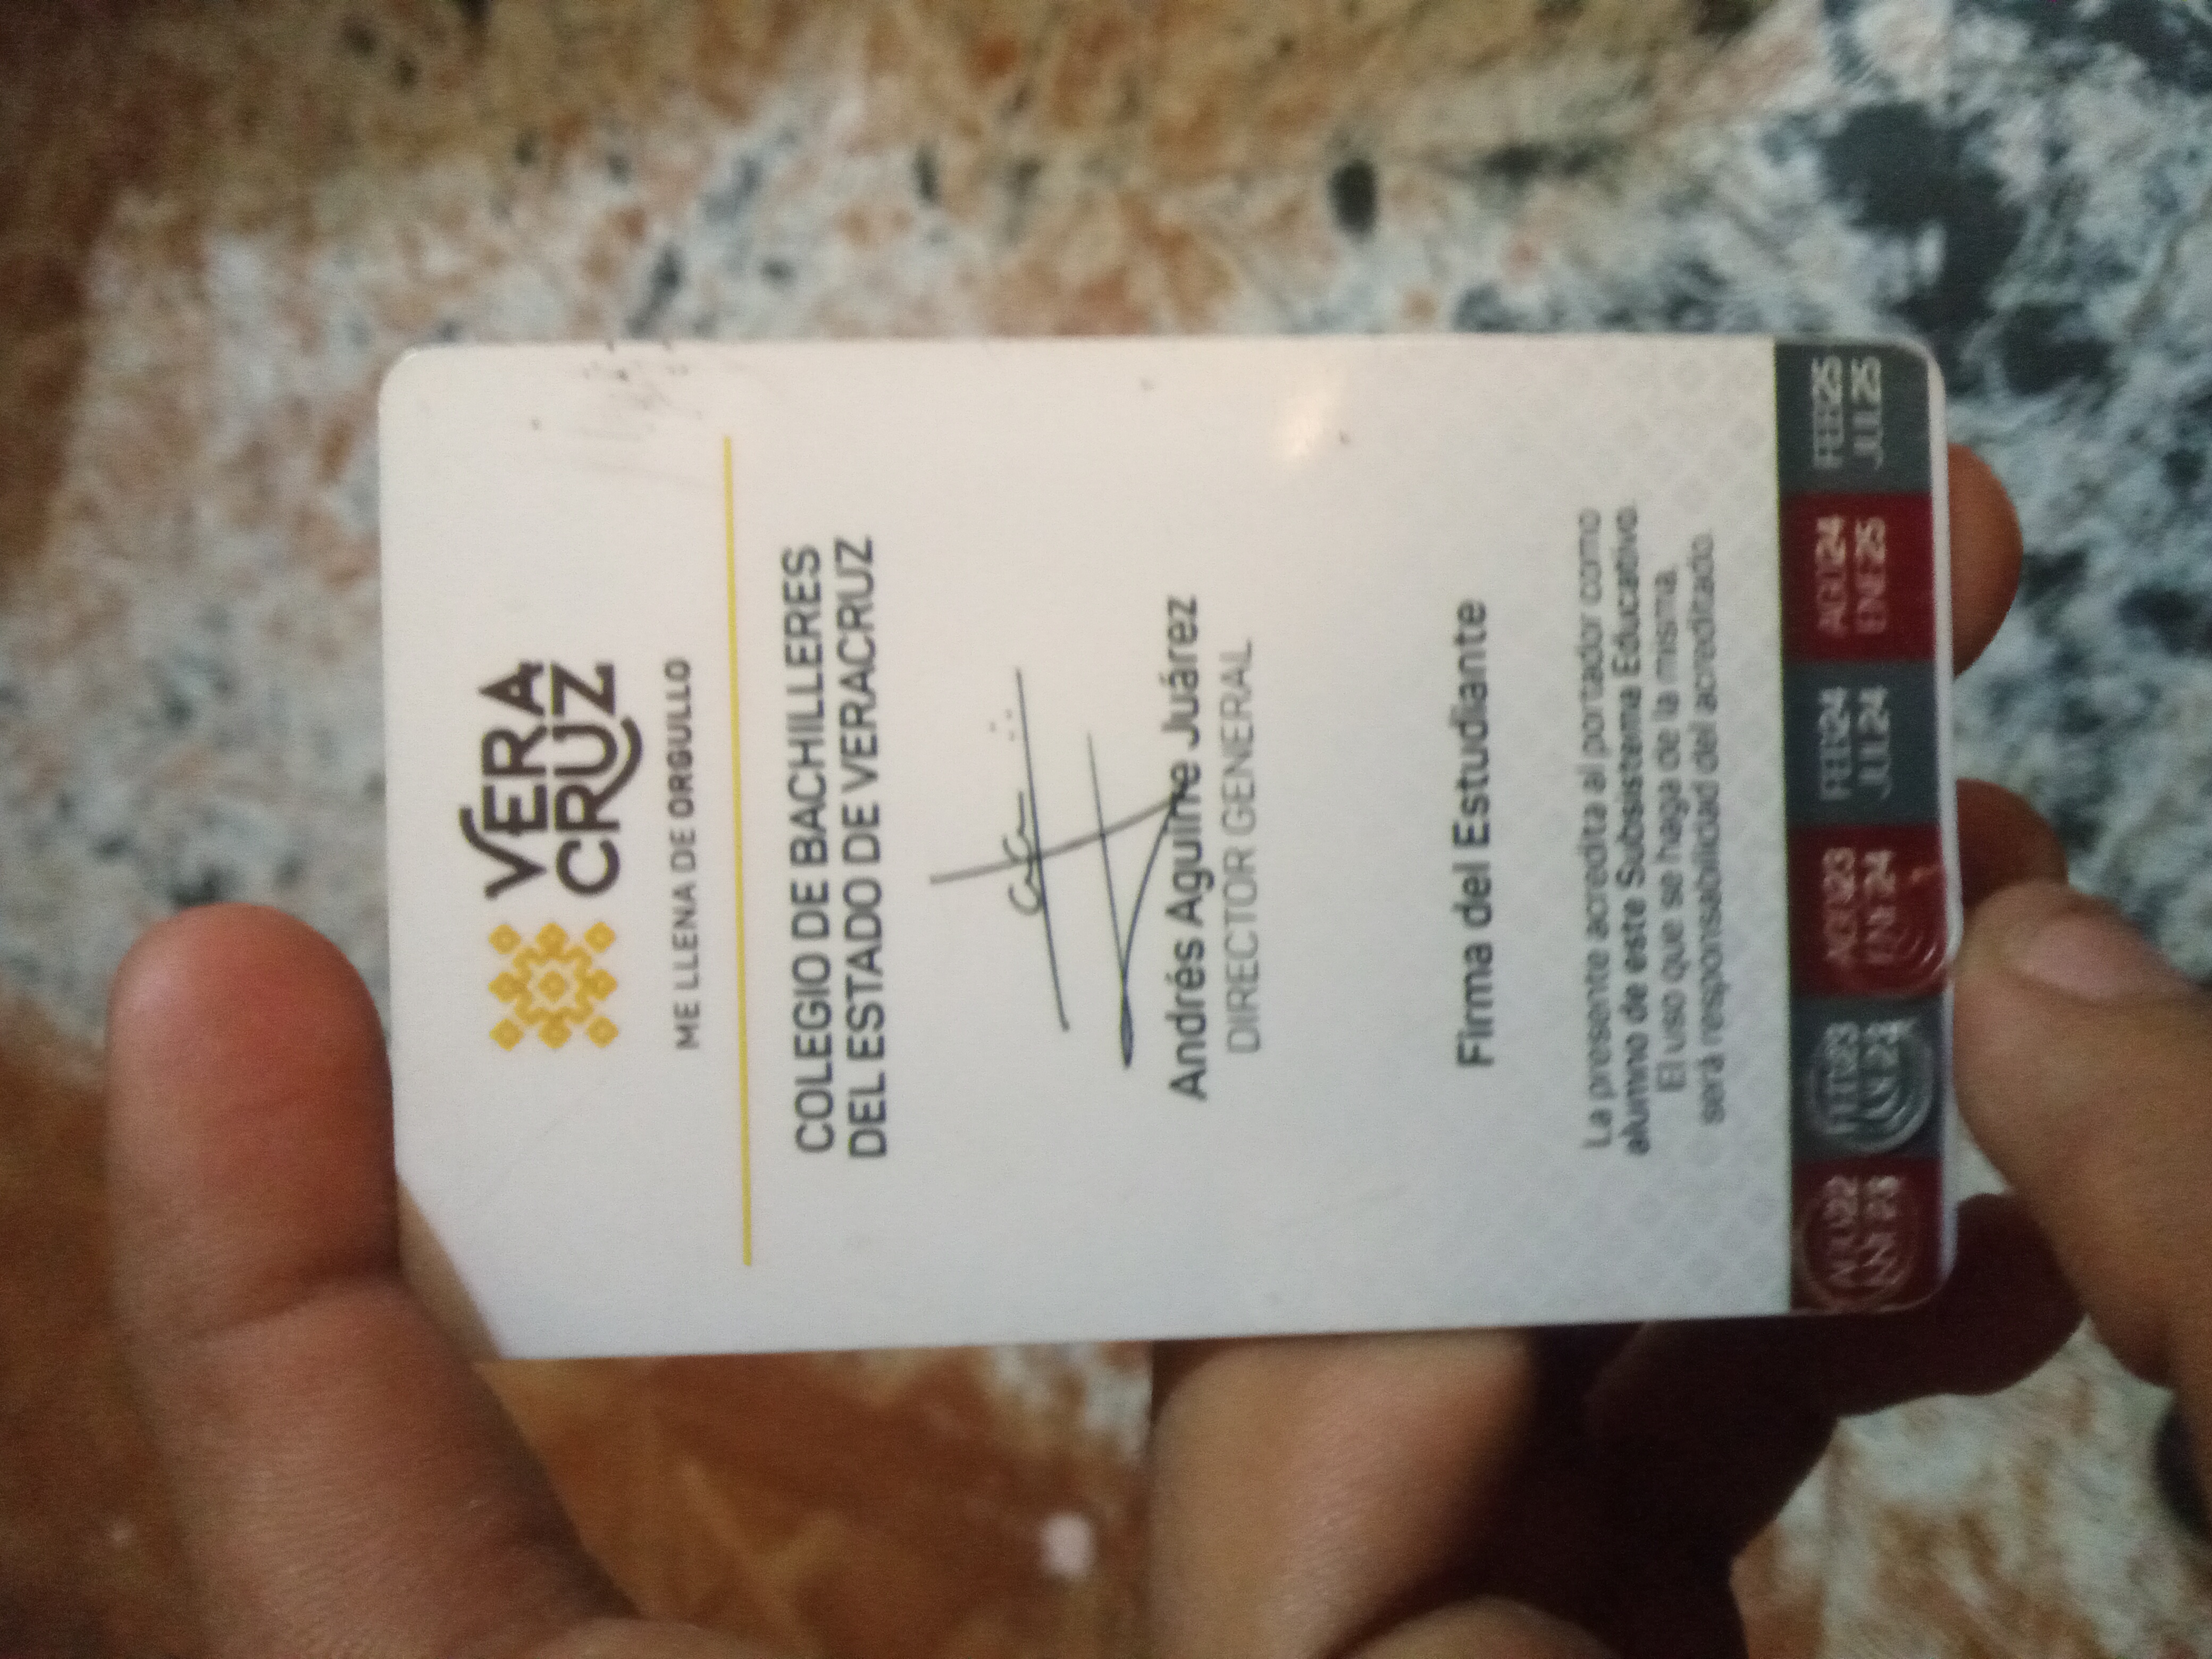 VERA
CRUZ
ME LLENA DE ORGULLO
COLEGIO DE BACHILLERES
DEL ESTADO DE VERACRUZ
Andrés Aguirre Juárez
DIRECTOR GENERAL
Firma del Estudiante
La presente acredita al portador como
alumno de este Subsistema Educativo.
El uso que se haga de la misma,
será responsabilidad del acreditado.
AGO22 FEB23 AGO23 FEB24 AGO24 FEB25
ENE23 JUL23 ENE24 JUL24 ENE25 JUL25